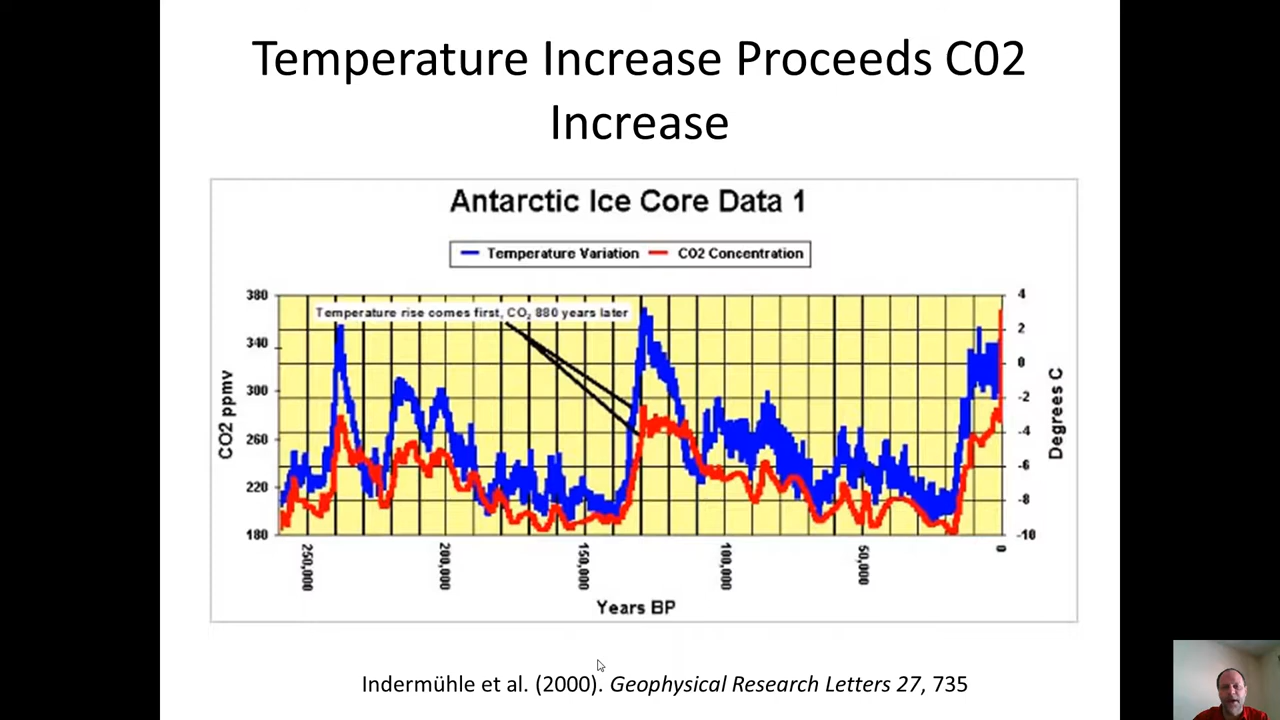 Temperature Increase Proceeds C02
Increase
Antarctic Ice Core Data 1
Temperature Variation C02 Concentration
Temperature rise comes first, CO₂ 880 years later
380
340
300
260
220
180
CO2 ppmv
4
2
0
-2
-4
-6
-8
-10
Degrees C
250,000
200,000
150,000
100,000
50,000
0
Years BP
Indermühle et al. (2000). Geophysical Research Letters 27, 735